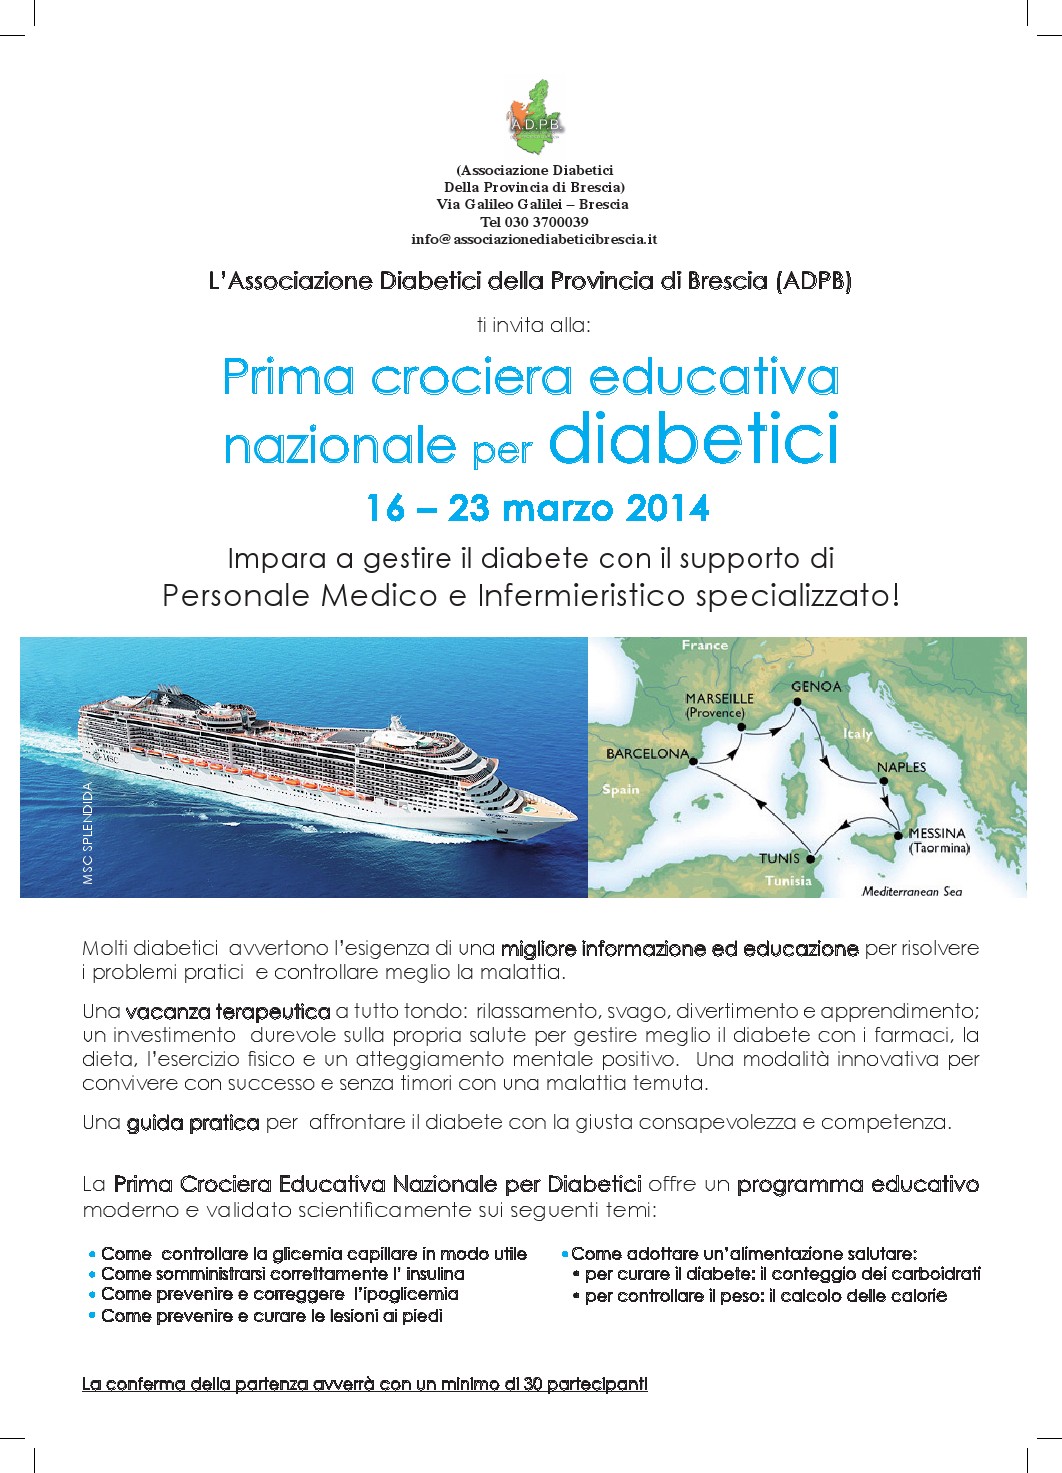 A.D.P.B.
(Associazione Diabetici
Della Provincia di Brescia)
Via Galileo Galilei – Brescia
Tel 030 3700039
info@associazionediabeticibrescia.it
L’Associazione Diabetici della Provincia di Brescia (ADPB)
ti invita alla:
Prima crociera educativa
nazionale per diabetici
16 – 23 marzo 2014
Impara a gestire il diabete con il supporto di
Personale Medico e Infermieristico specializzato!
MSC
MSC SPLENDIDA
France
GENOA
MARSEILLE
(Provence)
Italy
BARCELONA
NAPLES
Spain
MESSINA
(Taormina)
TUNIS
Tunisia
Mediterranean Sea
Molti diabetici avvertono l’esigenza di una migliore informazione ed educazione per risolvere
i problemi pratici e controllare meglio la malattia.
Una vacanza terapeutica a tutto tondo: rilassamento, svago, divertimento e apprendimento;
un investimento durevole sulla propria salute per gestire meglio il diabete con i farmaci, la
dieta, l’esercizio fisico e un atteggiamento mentale positivo. Una modalità innovativa per
convivere con successo e senza timori con una malattia temuta.
Una guida pratica per affrontare il diabete con la giusta consapevolezza e competenza.
La Prima Crociera Educativa Nazionale per Diabetici offre un programma educativo
moderno e validato scientificamente sui seguenti temi:
• Come controllare la glicemia capillare in modo utile
• Come somministrarsi correttamente l’ insulina
• Come prevenire e correggere l’ipoglicemia
• Come prevenire e curare le lesioni ai piedi
• Come adottare un’alimentazione salutare:
• per curare il diabete: il conteggio dei carboidrati
• per controllare il peso: il calcolo delle calorie
La conferma della partenza avverrà con un minimo di 30 partecipanti